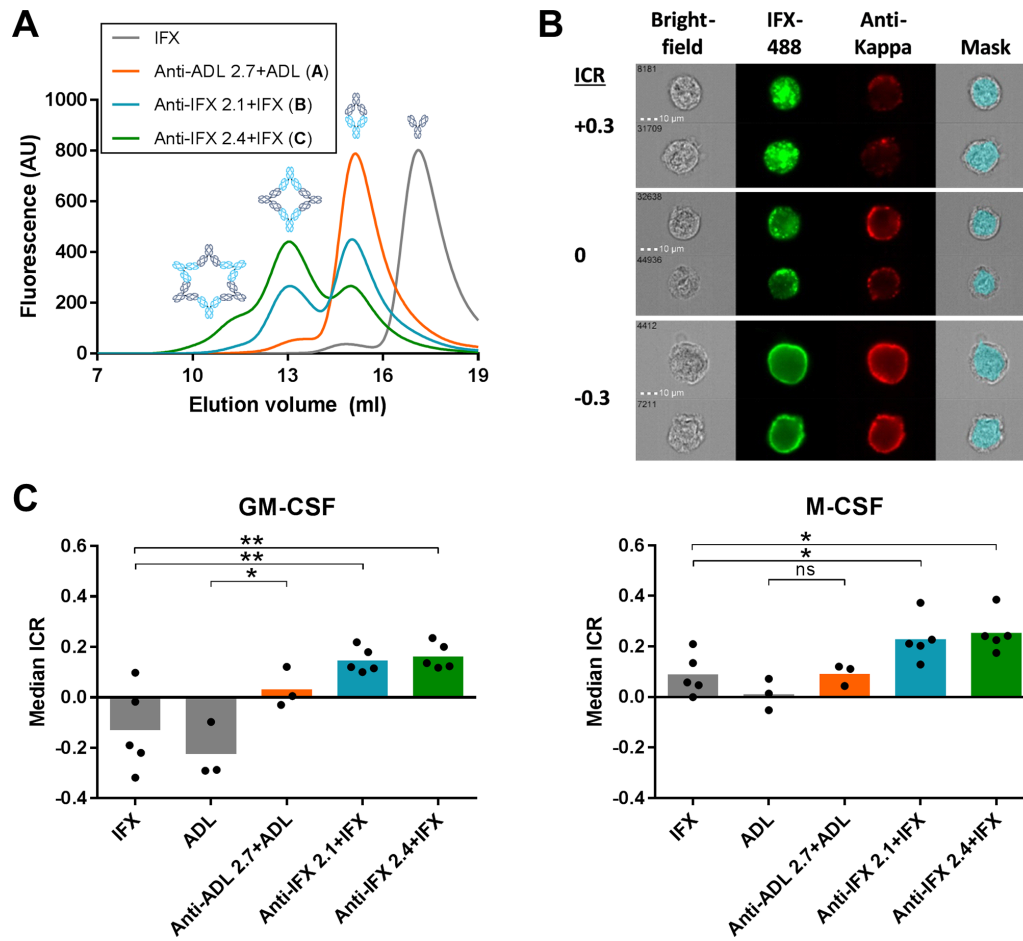 A
IFX
Anti-ADL 2.7+ADL (A)
Anti-IFX 2.1+IFX (B)
Anti-IFX 2.4+IFX (C)
1000
800
600
400
200
0
Fluorescence (AU)
7 10 13 16 19
Elution volume (ml)
B
Bright-field IFX-488 Anti-Kappa Mask
ICR
+0.3
8181
10 μm
31709
0
32638
10 μm
44936
-0.3
4412
10 μm
7211
C
GM-CSF
0.6
0.4
0.2
0.0
-0.2
-0.4
Median ICR
**
**
*
IFX
ADL
Anti-ADL 2.7+ADL
Anti-IFX 2.1+IFX
Anti-IFX 2.4+IFX
M-CSF
0.6
0.4
0.2
0.0
-0.2
-0.4
Median ICR
*
*
ns
IFX
ADL
Anti-ADL 2.7+ADL
Anti-IFX 2.1+IFX
Anti-IFX 2.4+IFX